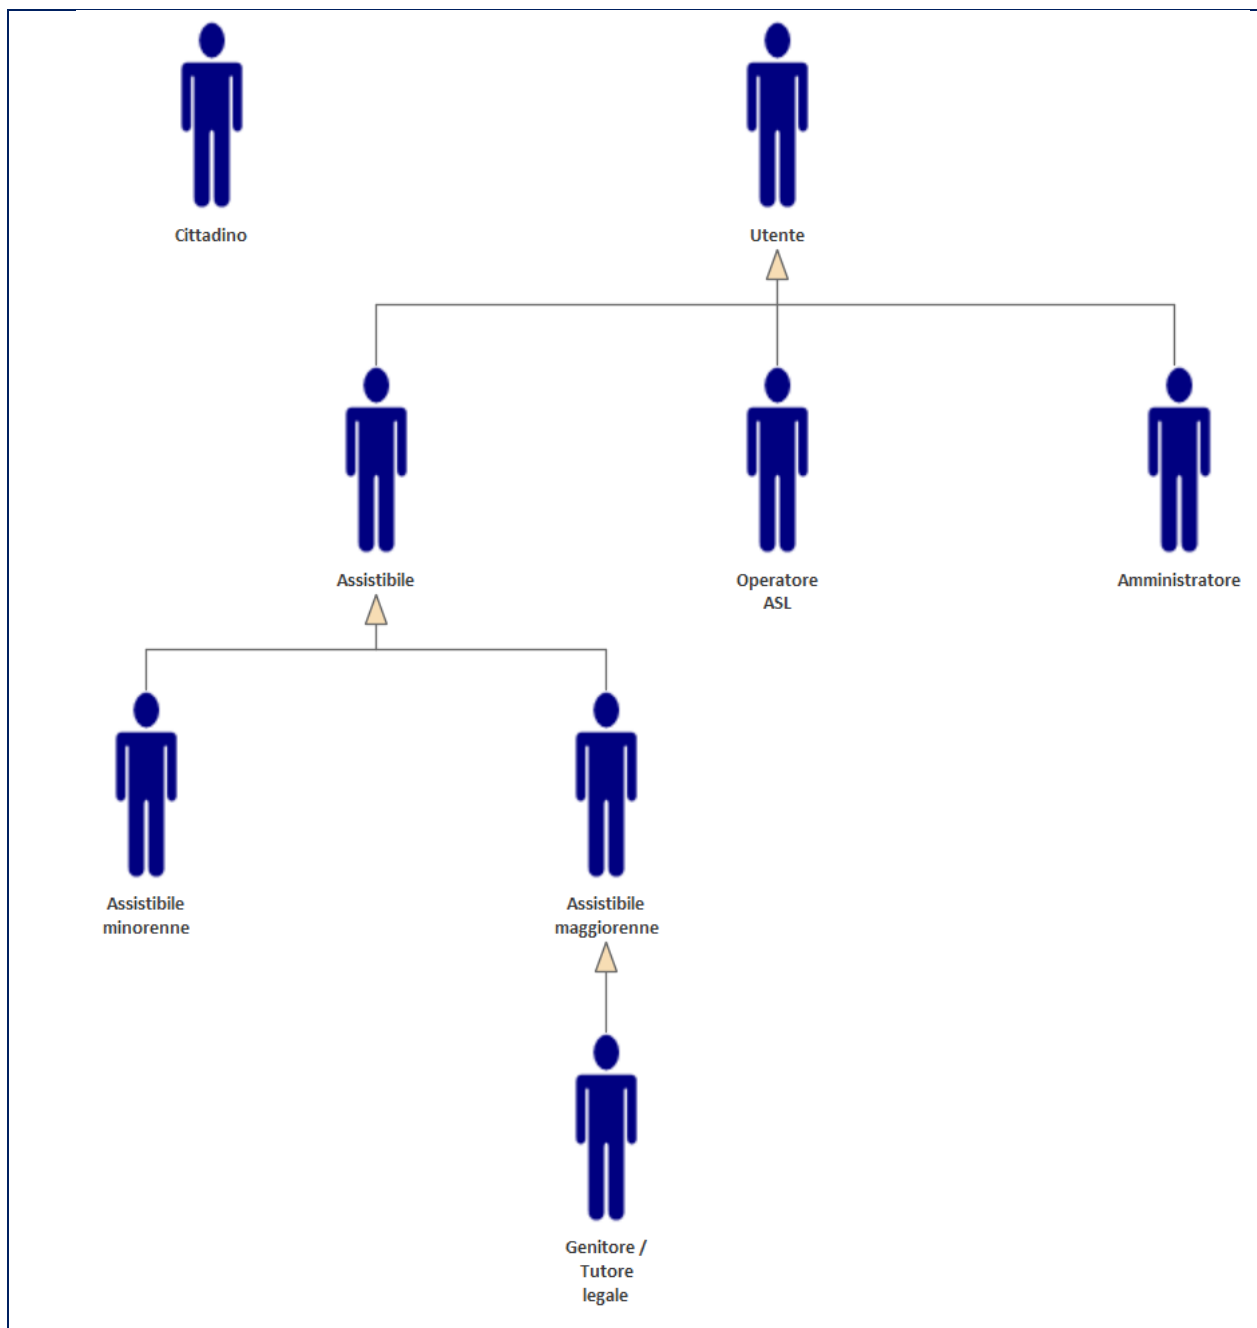 Cittadino
Utente
Assistibile
Operatore
ASL
Amministratore
Assistibile
minorenne
Assistibile
maggiorenne
Genitore /
Tutore
legale